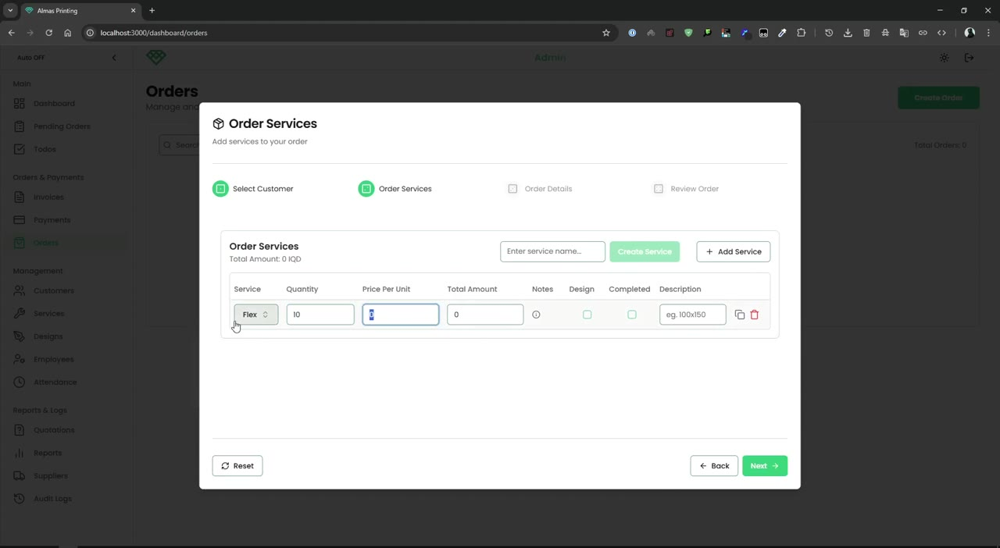 Almas Printing
localhost:3000/dashboard/orders
Auto OFF
Admin
Main
Dashboard
Pending Orders
Todos
Orders & Payments
Invoices
Payments
Orders
Management
Customers
Services
Designs
Employees
Attendance
Reports & Logs
Quotations
Reports
Suppliers
Audit Logs
Orders
Manage and
Create Order
Search
Total Orders: 0
Order Services
Add services to your order
Select Customer
Order Services
Order Details
Review Order
Order Services
Total Amount: 0 IQD
Enter service name...
Create Service
+ Add Service
Service Quantity Price Per Unit Total Amount Notes Design Completed Description
Flex 10 0 0 eg. 100x150
Reset
← Back
Next →